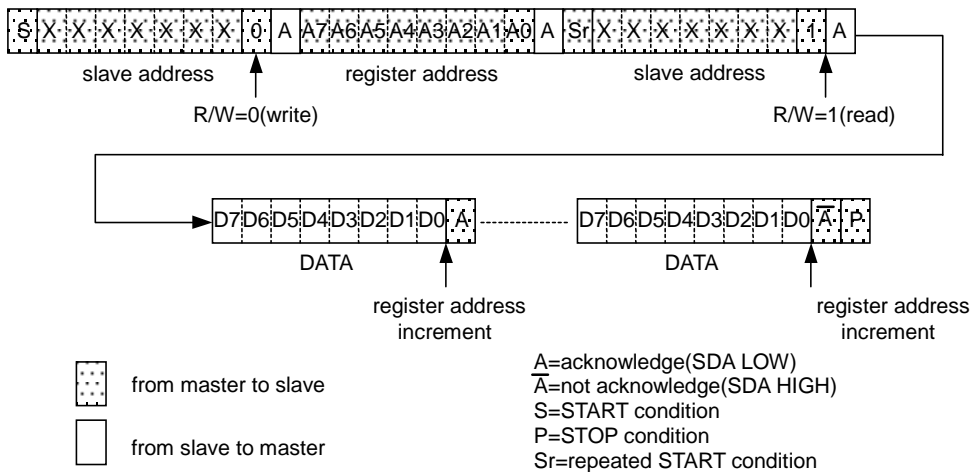 S X X X X X X X 0 A A7 A6 A5 A4 A3 A2 A1 A0 A Sr X X X X X X X 1 A
slave address register address slave address
R/W=0(write) R/W=1(read)
D7 D6 D5 D4 D3 D2 D1 D0 A D7 D6 D5 D4 D3 D2 D1 D0 A̅ P
DATA DATA
register address register address
increment increment
from master to slave
from slave to master
A=acknowledge(SDA LOW)
A̅=not acknowledge(SDA HIGH)
S=START condition
P=STOP condition
Sr=repeated START condition